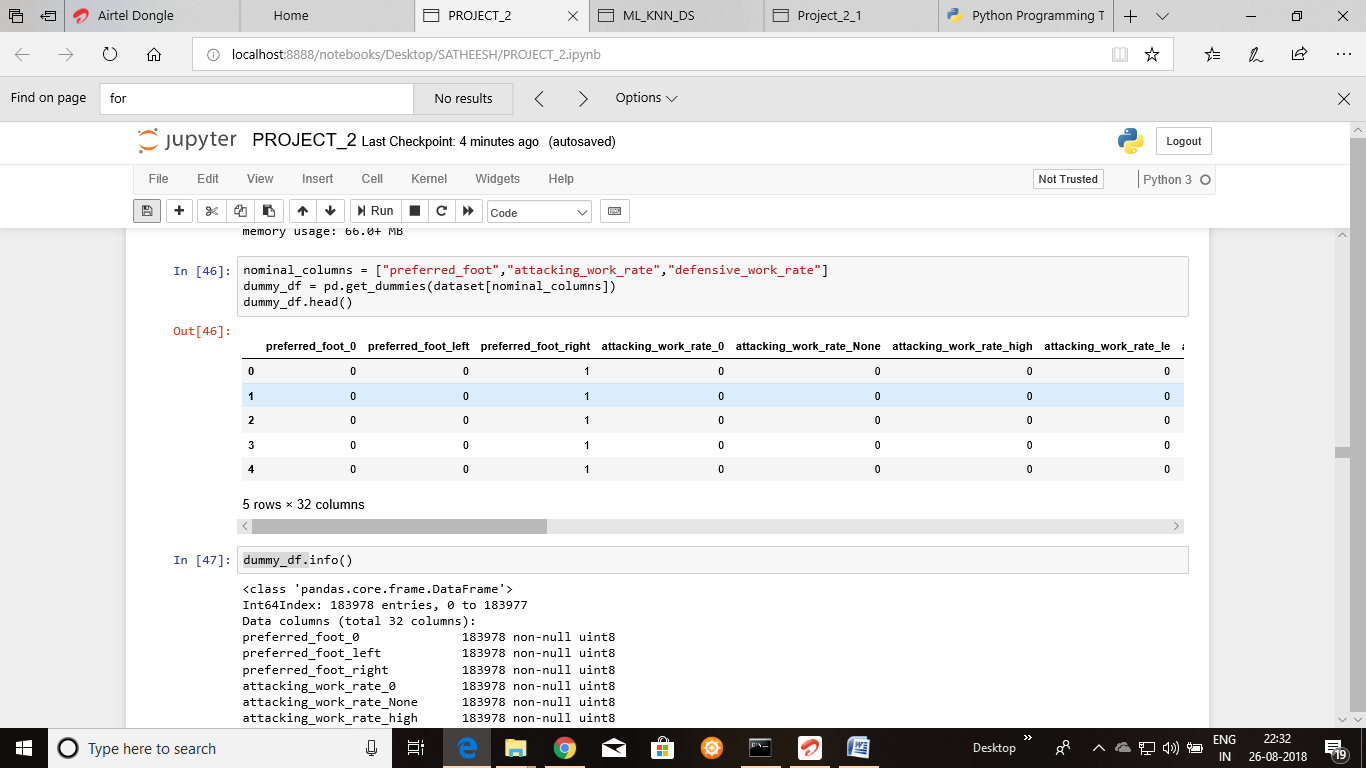 Airtel Dongle Home PROJECT_2 ML_KNN_DS Project_2_1 Python Programming T
localhost:8888/notebooks/Desktop/SATHEESH/PROJECT_2.ipynb
Find on page for No results Options
jupyter PROJECT_2 Last Checkpoint: 4 minutes ago (autosaved) Logout
File Edit View Insert Cell Kernel Widgets Help Not Trusted Python 3
Run Code
memory usage: 66.0+ MB
In [46]: nominal_columns = ["preferred_foot","attacking_work_rate","defensive_work_rate"]
dummy_df = pd.get_dummies(dataset[nominal_columns])
dummy_df.head()
Out[46]:
preferred_foot_0 preferred_foot_left preferred_foot_right attacking_work_rate_0 attacking_work_rate_None attacking_work_rate_high attacking_work_rate_le
0 0 0 1 0 0 0 0
1 0 0 1 0 0 0 0
2 0 0 1 0 0 0 0
3 0 0 1 0 0 0 0
4 0 0 1 0 0 0 0
5 rows × 32 columns
In [47]: dummy_df.info()
<class 'pandas.core.frame.DataFrame'>
Int64Index: 183978 entries, 0 to 183977
Data columns (total 32 columns):
preferred_foot_0 183978 non-null uint8
preferred_foot_left 183978 non-null uint8
preferred_foot_right 183978 non-null uint8
attacking_work_rate_0 183978 non-null uint8
attacking_work_rate_None 183978 non-null uint8
attacking_work_rate_high 183978 non-null uint8
Type here to search Desktop ENG 22:32
IN 26-08-2018 19